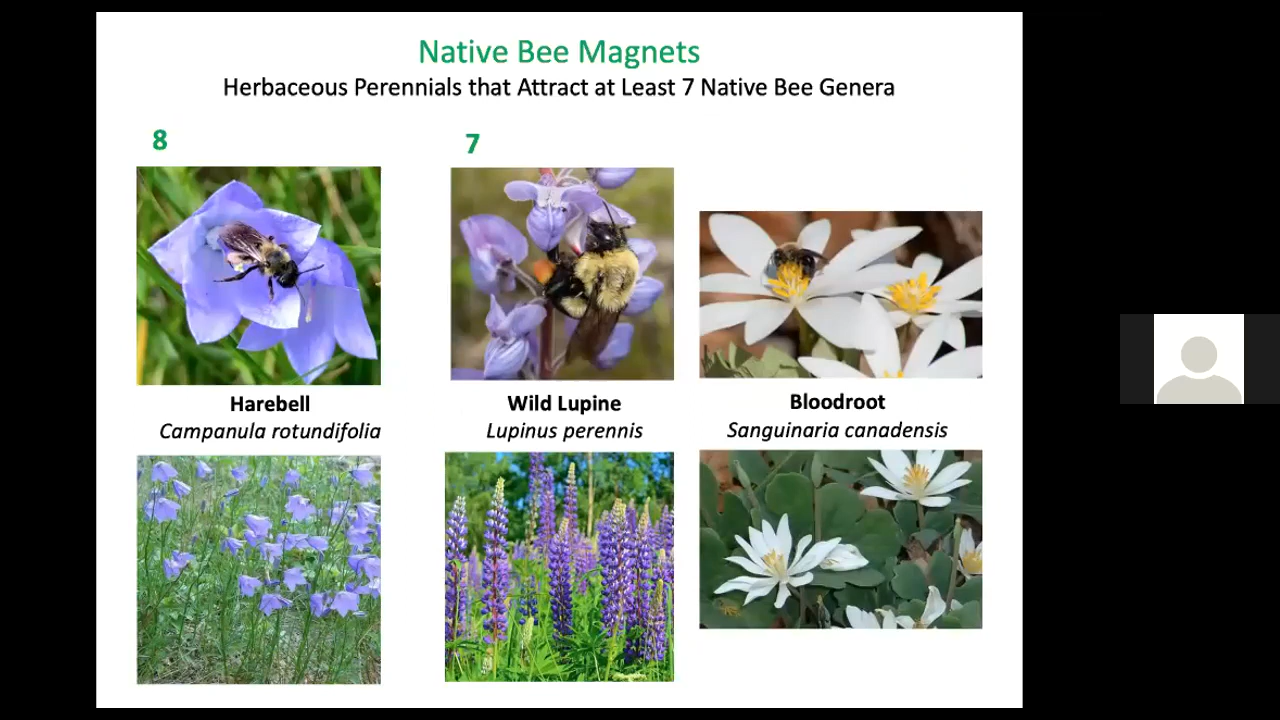 Native Bee Magnets
Herbaceous Perennials that Attract at Least 7 Native Bee Genera
8
7
Harebell
Campanula rotundifolia
Wild Lupine
Lupinus perennis
Bloodroot
Sanguinaria canadensis